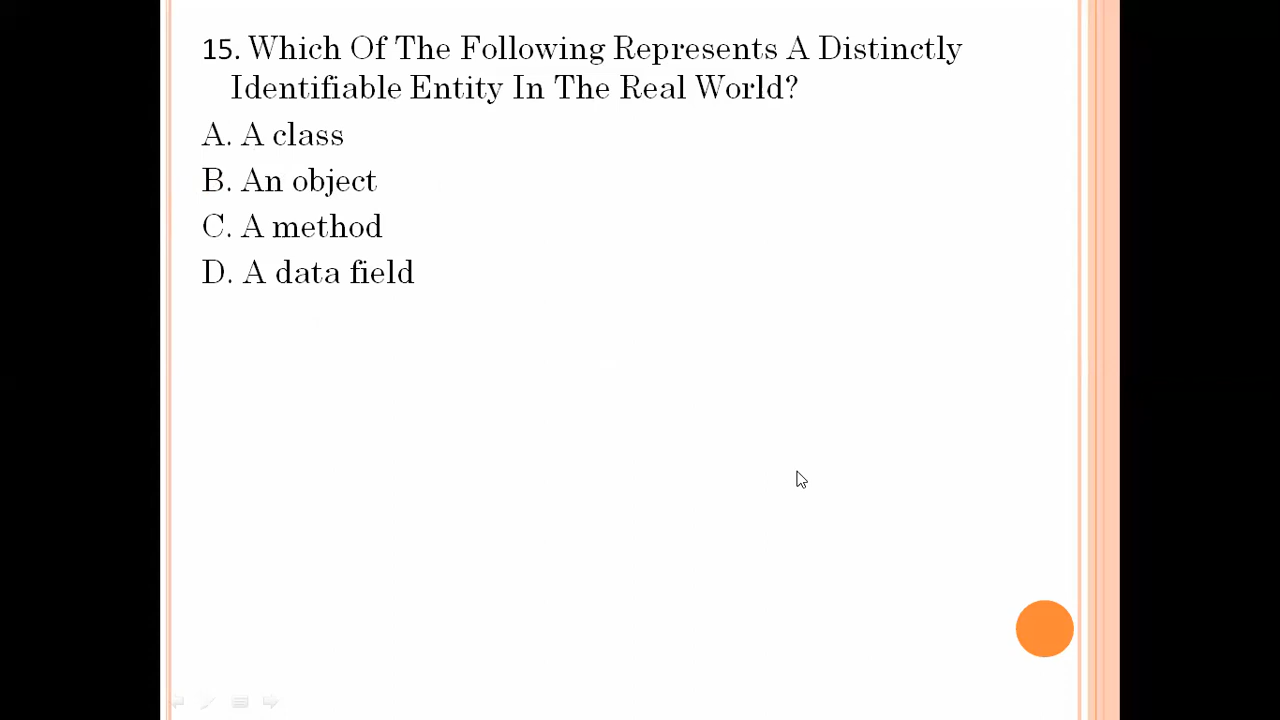 15. Which Of The Following Represents A Distinctly
Identifiable Entity In The Real World?
A. A class
B. An object
C. A method
D. A data field